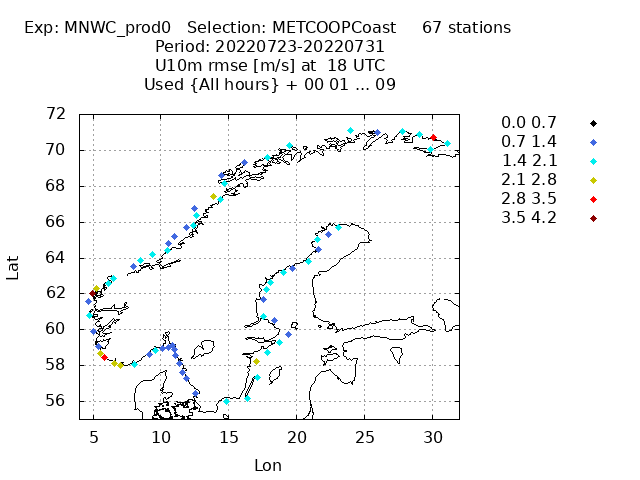 Exp: MNWC_prod0 Selection: METCOOPCoast 67 stations
Period: 20220723-20220731
U10m rmse [m/s] at 18 UTC
Used {All hours} + 00 01 ... 09
72
70
68
66
64
62
60
58
56
Lat
5 10 15 20 25 30
Lon
0.0 0.7
0.7 1.4
1.4 2.1
2.1 2.8
2.8 3.5
3.5 4.2